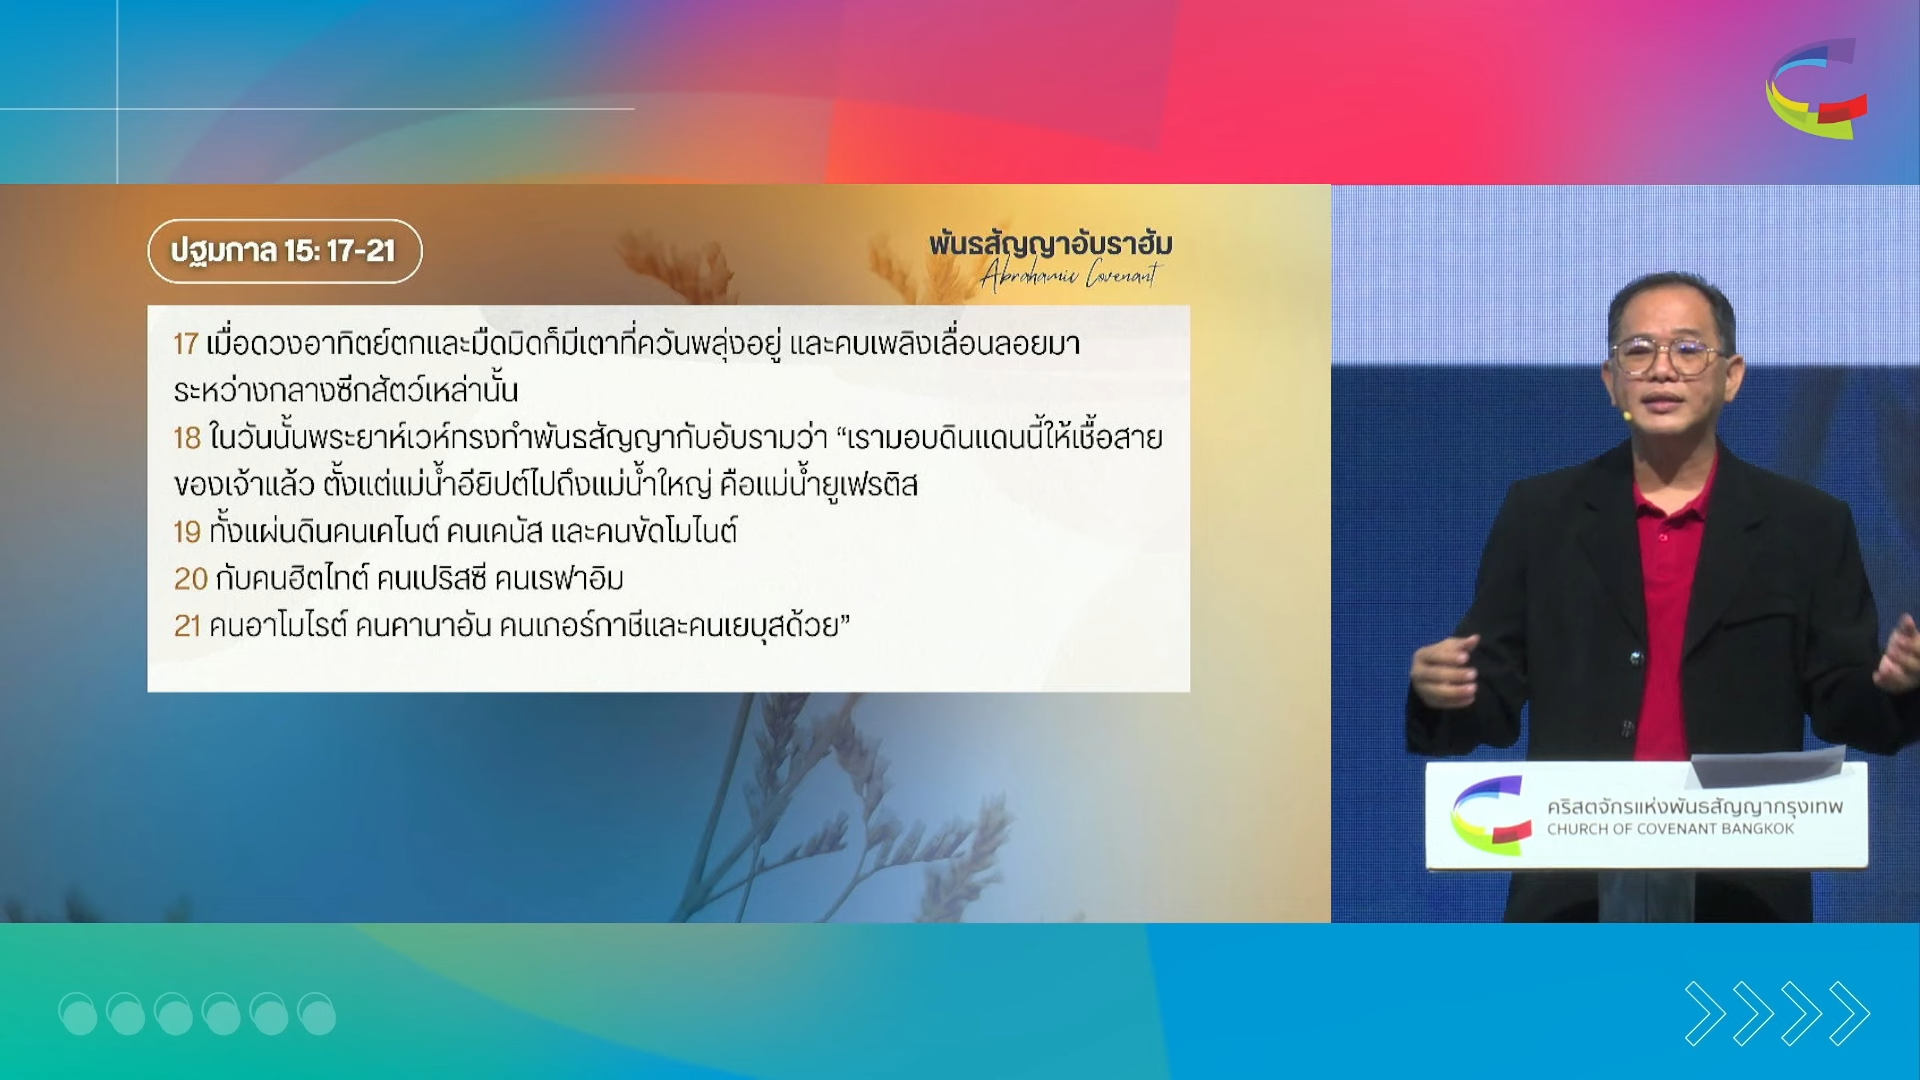 ปฐมกาล 15: 17-21
พันธสัญญาอับราฮัม
Abrahamic Covenant
17 เมื่อดวงอาทิตย์ตกและมืดมิดก็มีเตาที่ควันพลุ่งอยู่ และคบเพลิงเลื่อนลอยมา
ระหว่างกลางซีกสัตว์เหล่านั้น
18 ในวันนั้นพระยาห์เวห์ทรงทำพันธสัญญากับอับรามว่า “เรามอบดินแดนนี้ให้เชื้อสาย
ของเจ้าแล้ว ตั้งแต่แม่น้ำอียิปต์ไปถึงแม่น้ำใหญ่ คือแม่น้ำยูเฟรติส
19 ทั้งแผ่นดินคนเคไนต์ คนเคนัส และคนขัดโมไนต์
20 กับคนฮิตไทต์ คนเปริสซี คนเรฟาอิม
21 คนอาโมไรต์ คนคานาอัน คนเกอร์กาชีและคนเยบุสด้วย”
คริสตจักรแห่งพันธสัญญากรุงเทพ
CHURCH OF COVENANT BANGKOK